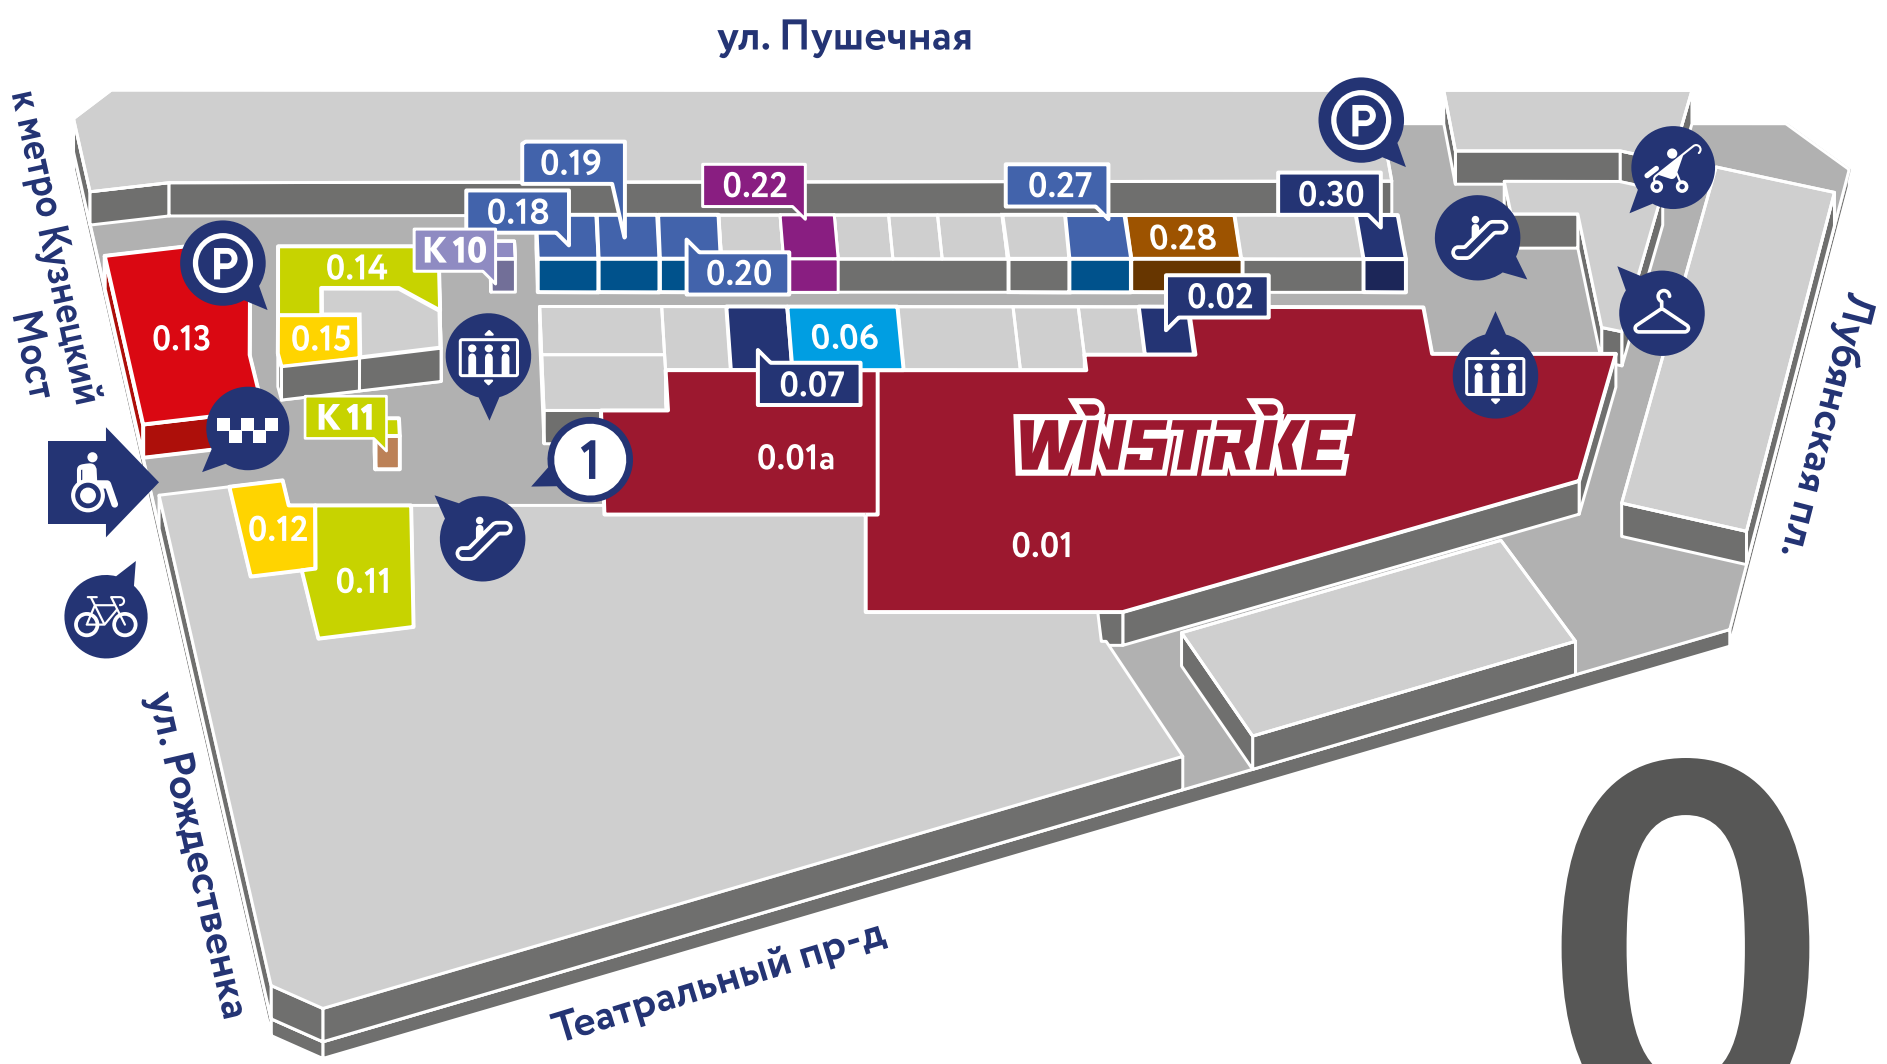 ул. Пушечная
к метро Кузнецкий
Мост
0.19
0.18
0.22
0.27
0.30
K 10
0.28
0.14
0.20
0.02
0.13
0.15
0.06
0.07
K 11
1
0.01a
WINSTRIKE
0.12
0.01
0.11
P
P
Лубянская пл.
ул. Рождественка
Театральный пр-д
0